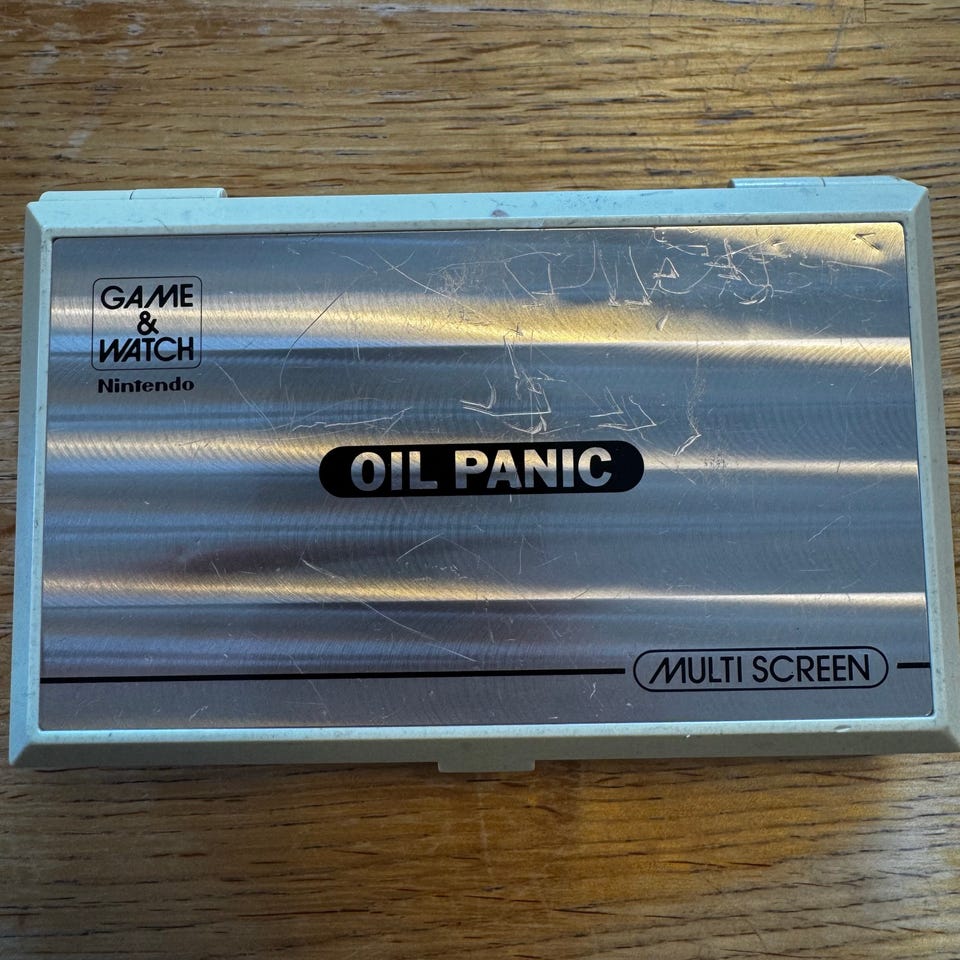 GAME
&
WATCH
Nintendo
OIL PANIC
MULTI SCREEN